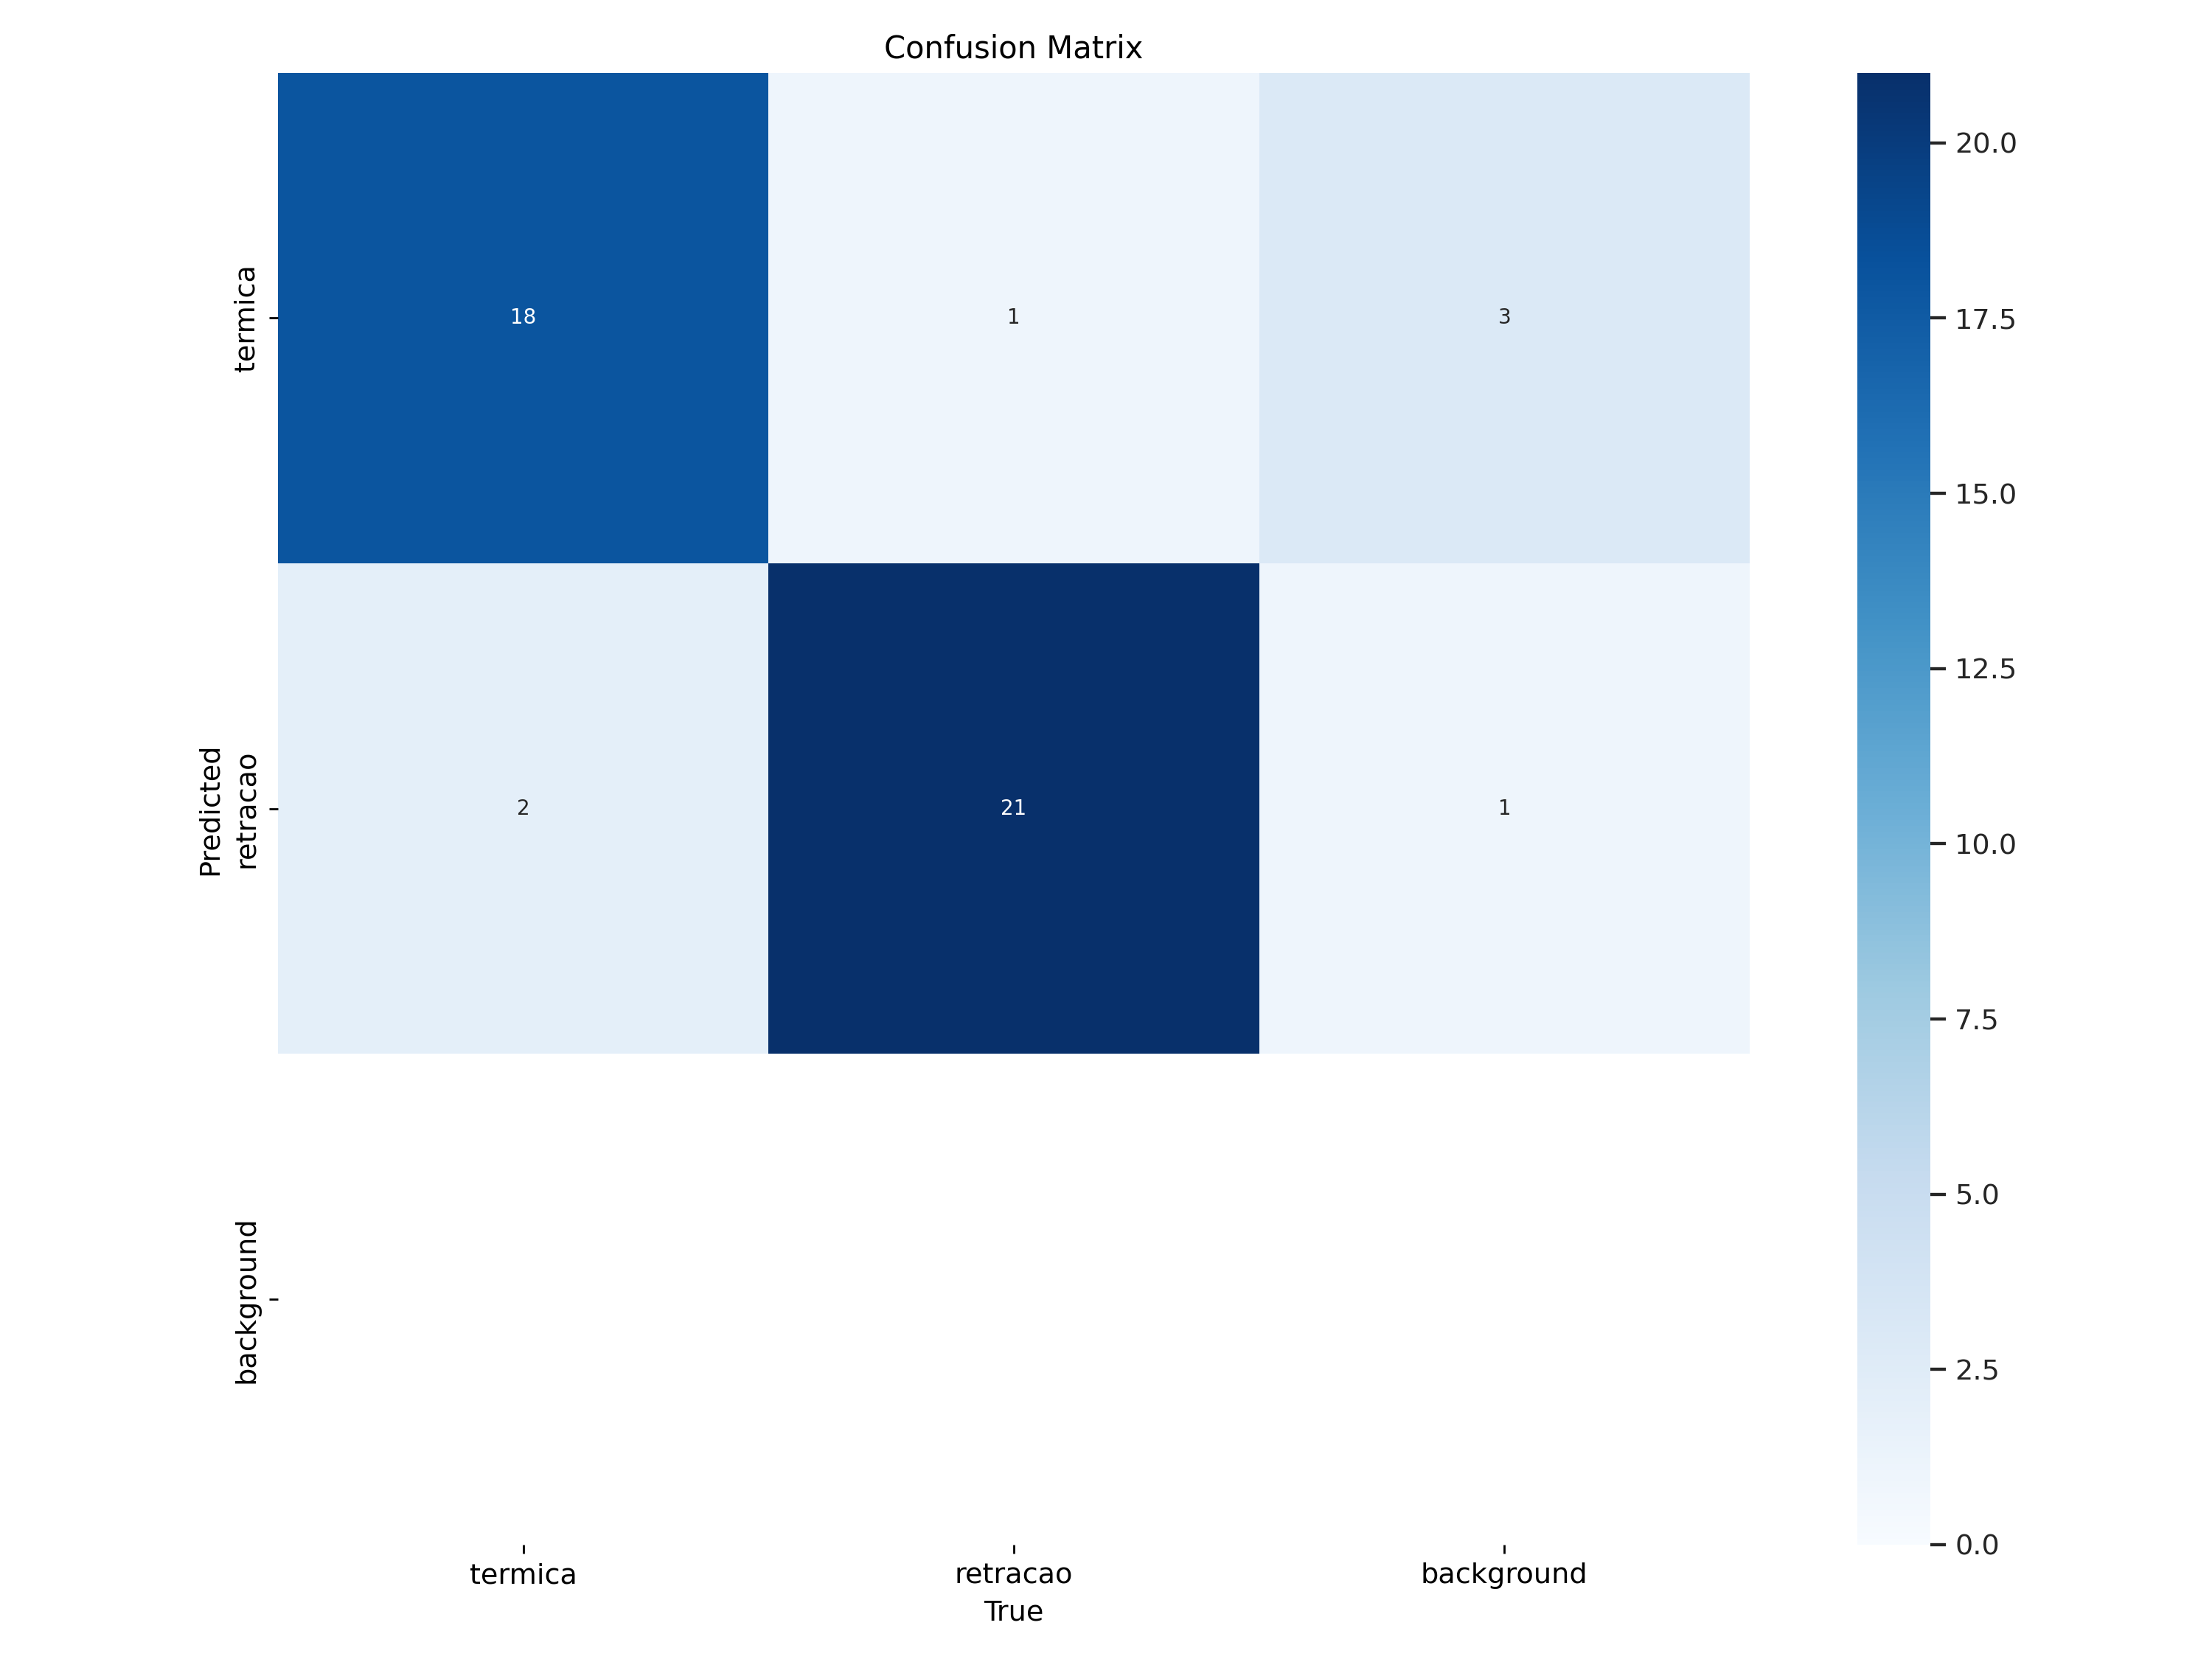 Confusion Matrix
termica
18
1
3
Predicted
retracao
2
21
1
background
termica
retracao
background
True
20.0
17.5
15.0
12.5
10.0
7.5
5.0
2.5
0.0